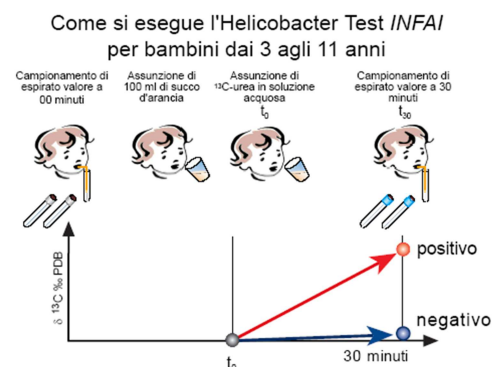 Come si esegue l'Helicobacter Test INFAI
per bambini dai 3 agli 11 anni
Campionamento di
espirato valore a
00 minuti
Assunzione di
100 ml di succo
d'arancia
Assunzione di
¹³C-urea in soluzione
acquosa
t₀
Campionamento di
espirato valore a 30
minuti
t₃₀
δ ¹³C ‰ PDB
positivo
negativo
t₀
30 minuti